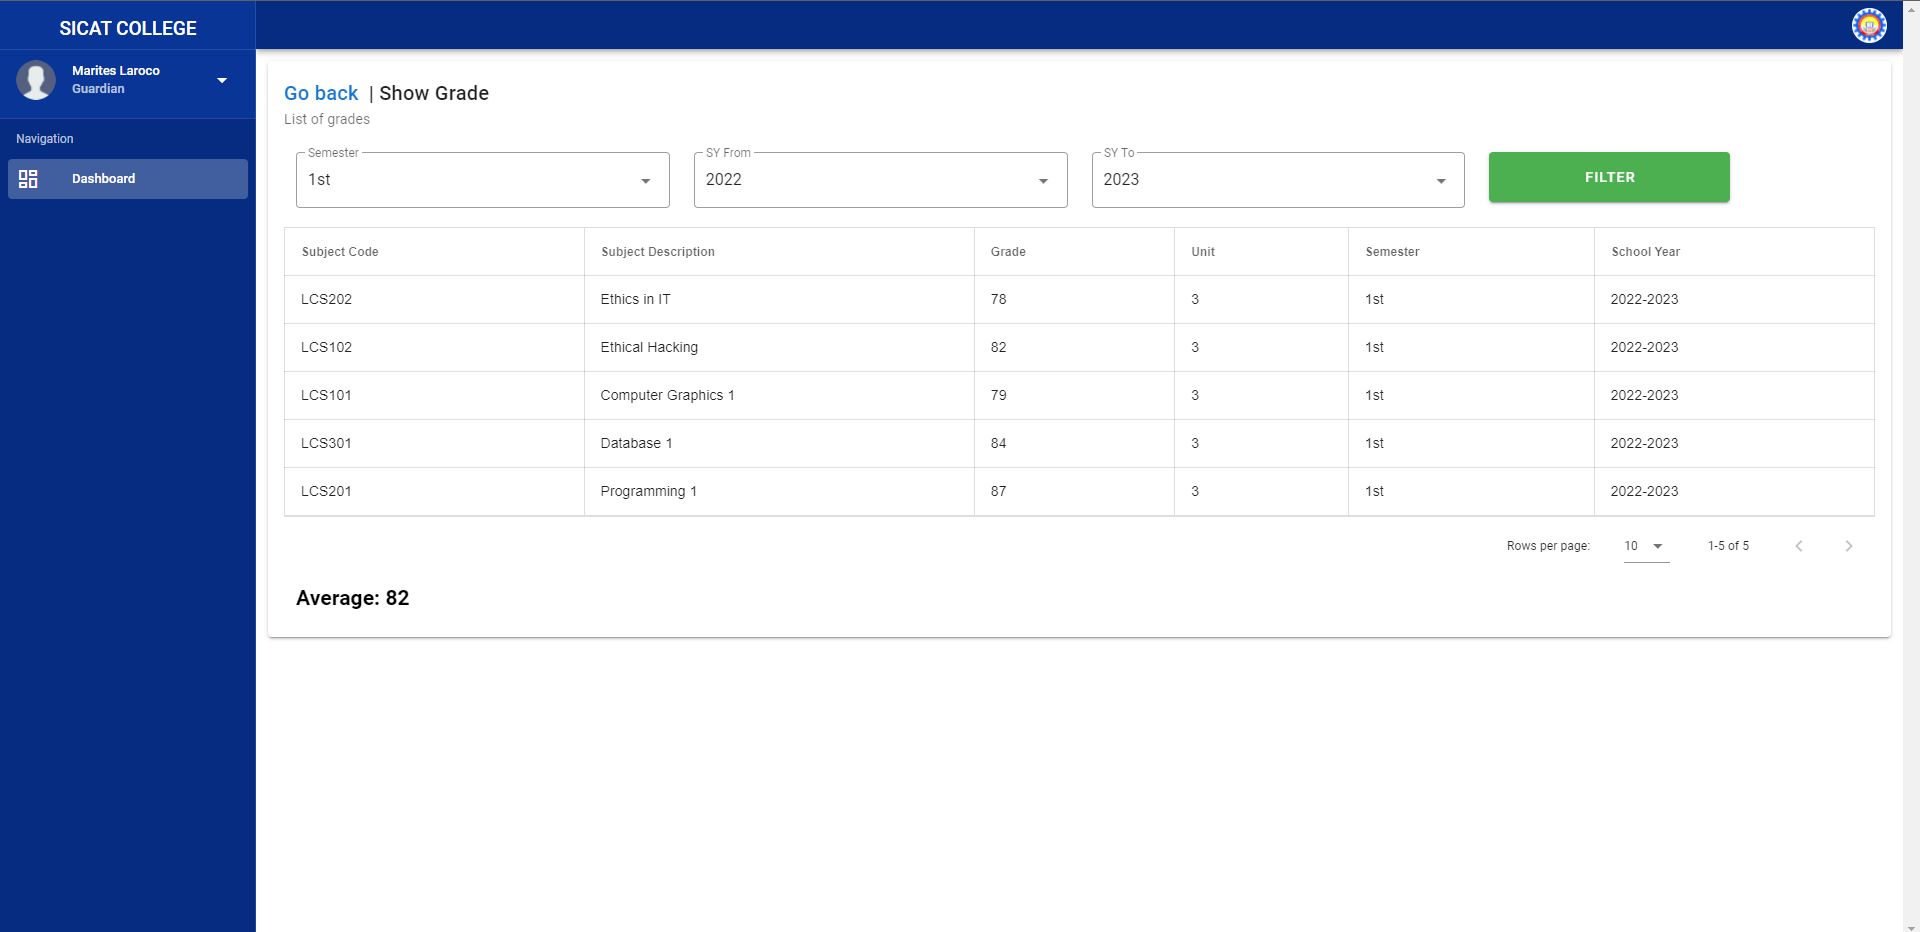 SICAT COLLEGE
Marites Laroco
Guardian
Navigation
Dashboard
Go back | Show Grade
List of grades
Semester SY From SY To
1st 2022 2023 FILTER
Subject Code Subject Description Grade Unit Semester School Year
LCS202 Ethics in IT 78 3 1st 2022-2023
LCS102 Ethical Hacking 82 3 1st 2022-2023
LCS101 Computer Graphics 1 79 3 1st 2022-2023
LCS301 Database 1 84 3 1st 2022-2023
LCS201 Programming 1 87 3 1st 2022-2023
Rows per page: 10 1-5 of 5
Average: 82